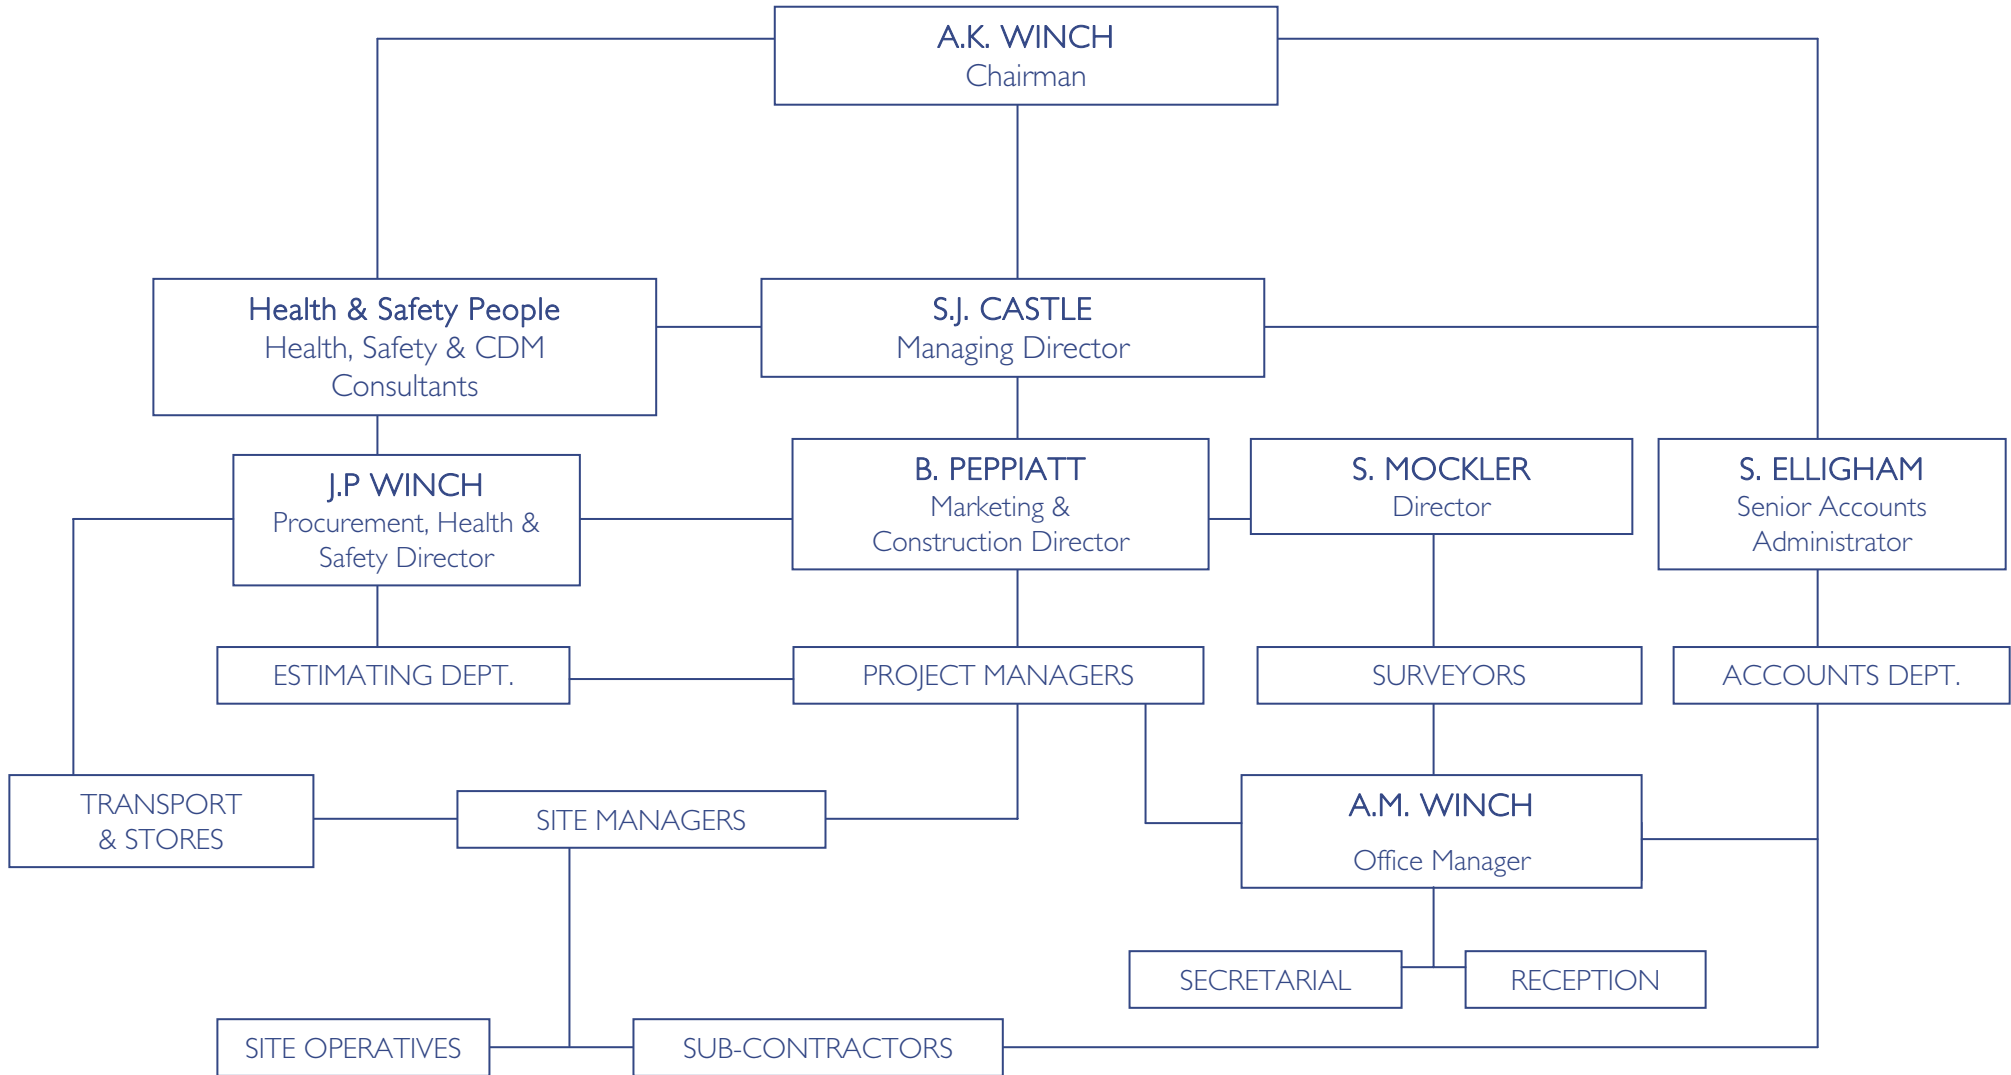 A.K. WINCH
Chairman
Health & Safety People
Health, Safety & CDM
Consultants
S.J. CASTLE
Managing Director
J.P WINCH
Procurement, Health &
Safety Director
B. PEPPIATT
Marketing &
Construction Director
S. MOCKLER
Director
S. ELLIGHAM
Senior Accounts
Administrator
ESTIMATING DEPT.
PROJECT MANAGERS
SURVEYORS
ACCOUNTS DEPT.
TRANSPORT
& STORES
SITE MANAGERS
A.M. WINCH
Office Manager
SECRETARIAL
RECEPTION
SITE OPERATIVES
SUB-CONTRACTORS